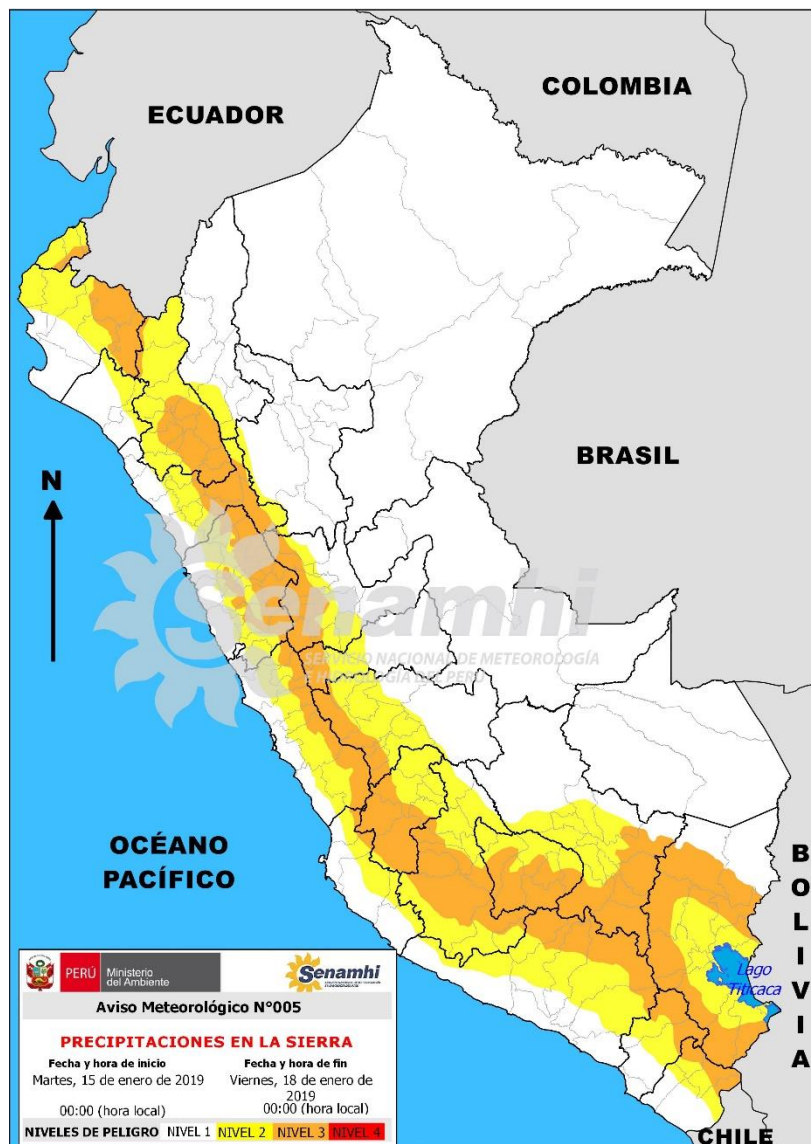 COLOMBIA
ECUADOR
BRASIL
N
Senamhi
SERVICIO NACIONAL DE METEOROLOGÍA
E HIDROLOGÍA DEL PERÚ
OCÉANO
PACÍFICO
BOLIVIA
Lago
Titicaca
CHILE
PERÚ
Ministerio
del Ambiente
Senamhi
Aviso Meteorológico N°005
PRECIPITACIONES EN LA SIERRA
Fecha y hora de inicio
Martes, 15 de enero de 2019
00:00 (hora local)
Fecha y hora de fin
Viernes, 18 de enero de
2019
00:00 (hora local)
NIVELES DE PELIGRO NIVEL 1 NIVEL 2 NIVEL 3 NIVEL 4